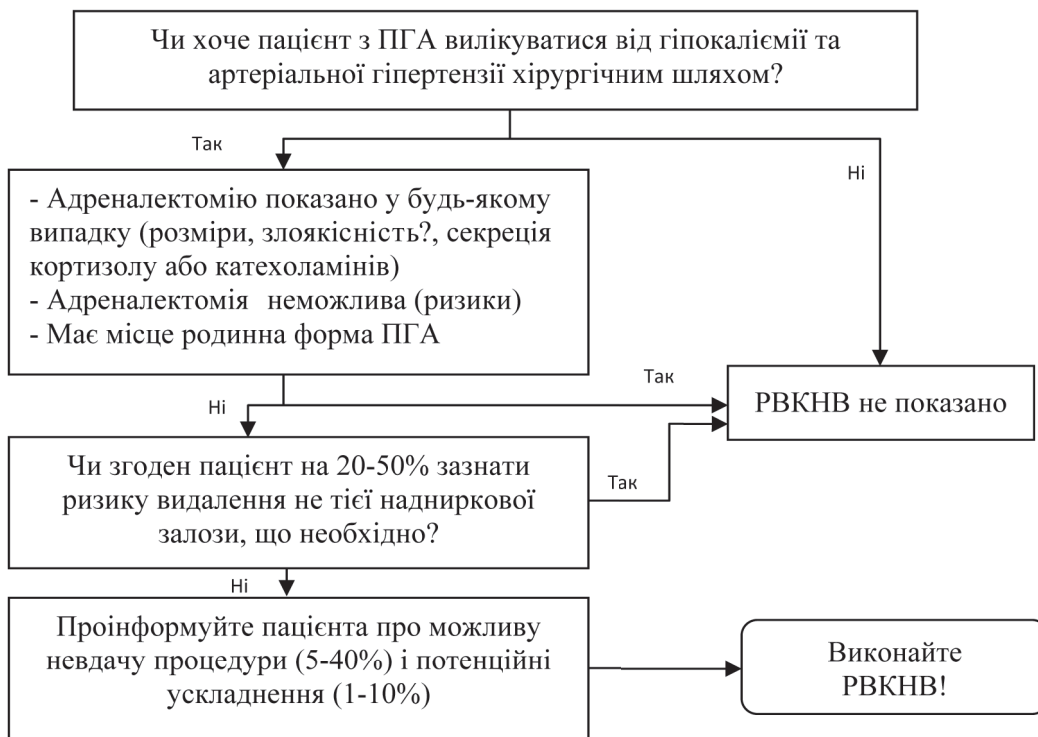 Чи хоче пацієнт з ПГА вилікуватися від гіпокаліємії та
артеріальної гіпертензії хірургічним шляхом?
Так
Ні
- Адреналектомію показано у будь-якому
випадку (розміри, злоякісність?, секреція
кортизолу або катехоламінів)
- Адреналектомія неможлива (ризики)
- Має місце родинна форма ПГА
Так
РВКНВ не показано
Ні
Чи згоден пацієнт на 20-50% зазнати
ризику видалення не тієї надниркової
залози, що необхідно?
Так
Ні
Проінформуйте пацієнта про можливу
невдачу процедури (5-40%) і потенційні
ускладнення (1-10%)
Виконайте
РВКНВ!